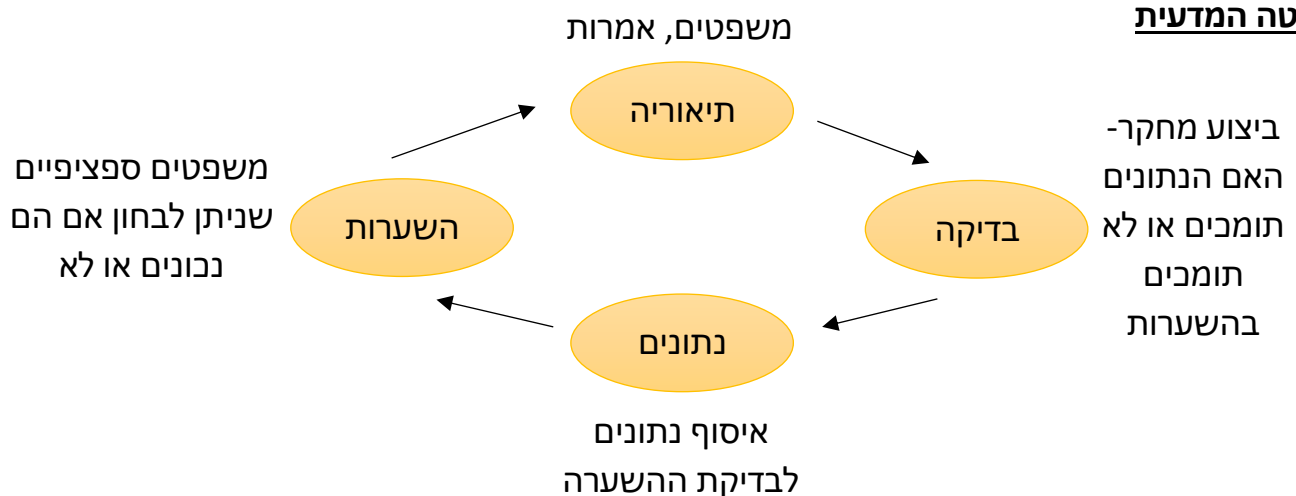 טה המדעית
משפטים, אמרות
תיאוריה
ביצוע מחקר-
האם הנתונים
תומכים או לא
תומכים
בהשערות
בדיקה
משפטים ספציפיים
שניתן לבחון אם הם
נכונים או לא
השערות
נתונים
איסוף נתונים
לבדיקת ההשערה